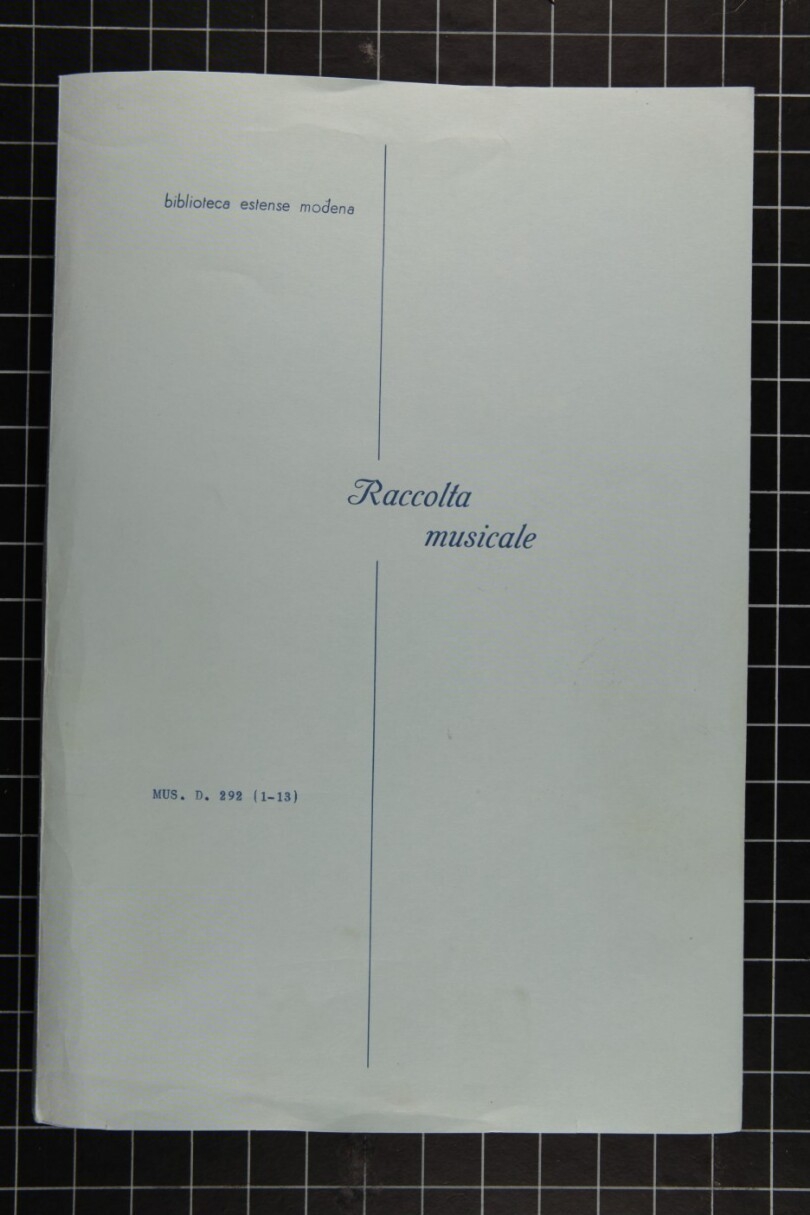 biblioteca estense modena
Raccolta
musicale
MUS. D. 292 (1-13)